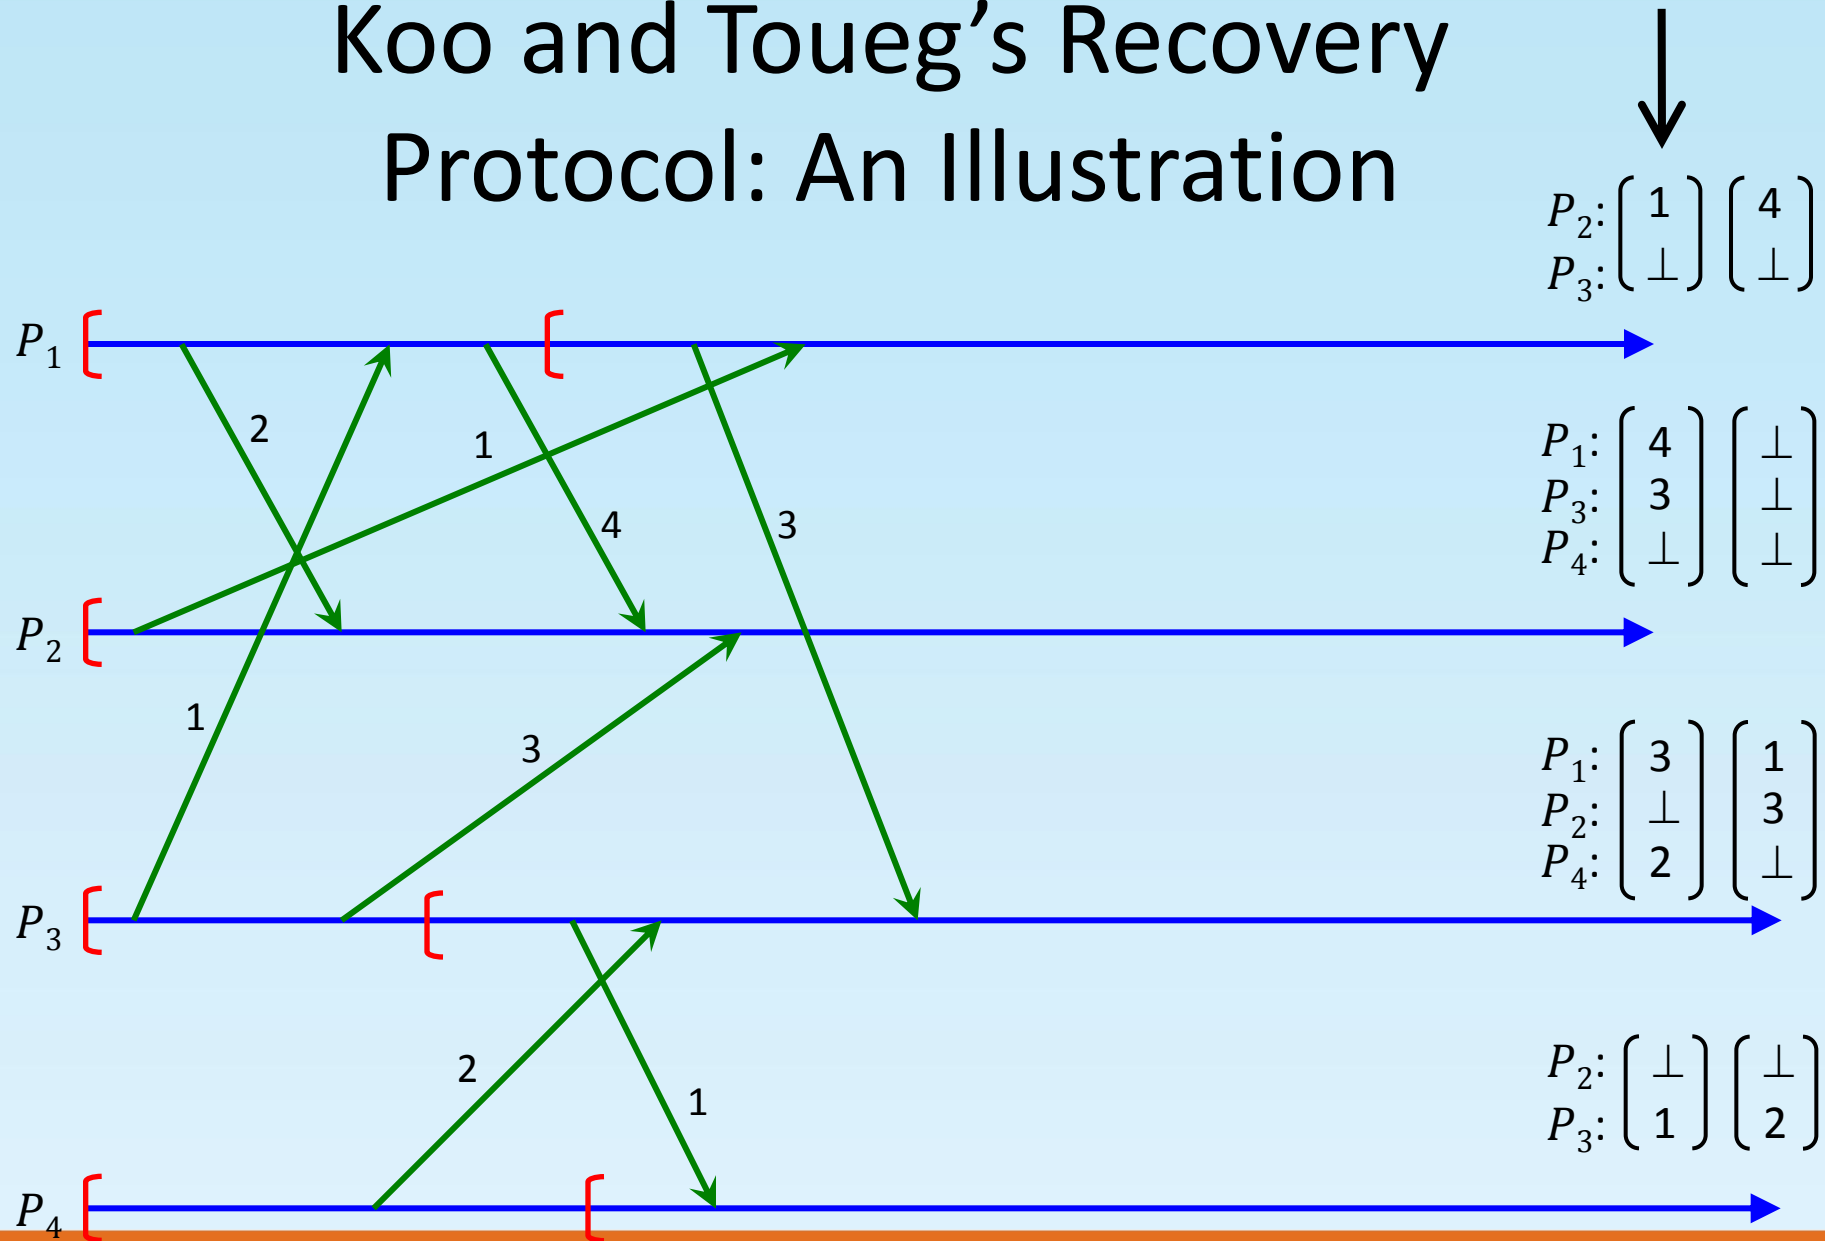 Koo and Toueg’s Recovery
Protocol: An Illustration
P2: 1 4
P3: ⊥ ⊥
P1
2
1
4
3
P1: 4 ⊥
P3: 3 ⊥
P4: ⊥ ⊥
P2
1
3
P1: 3 1
P2: ⊥ 3
P4: 2 ⊥
P3
2
1
P2: ⊥ ⊥
P3: 1 2
P4